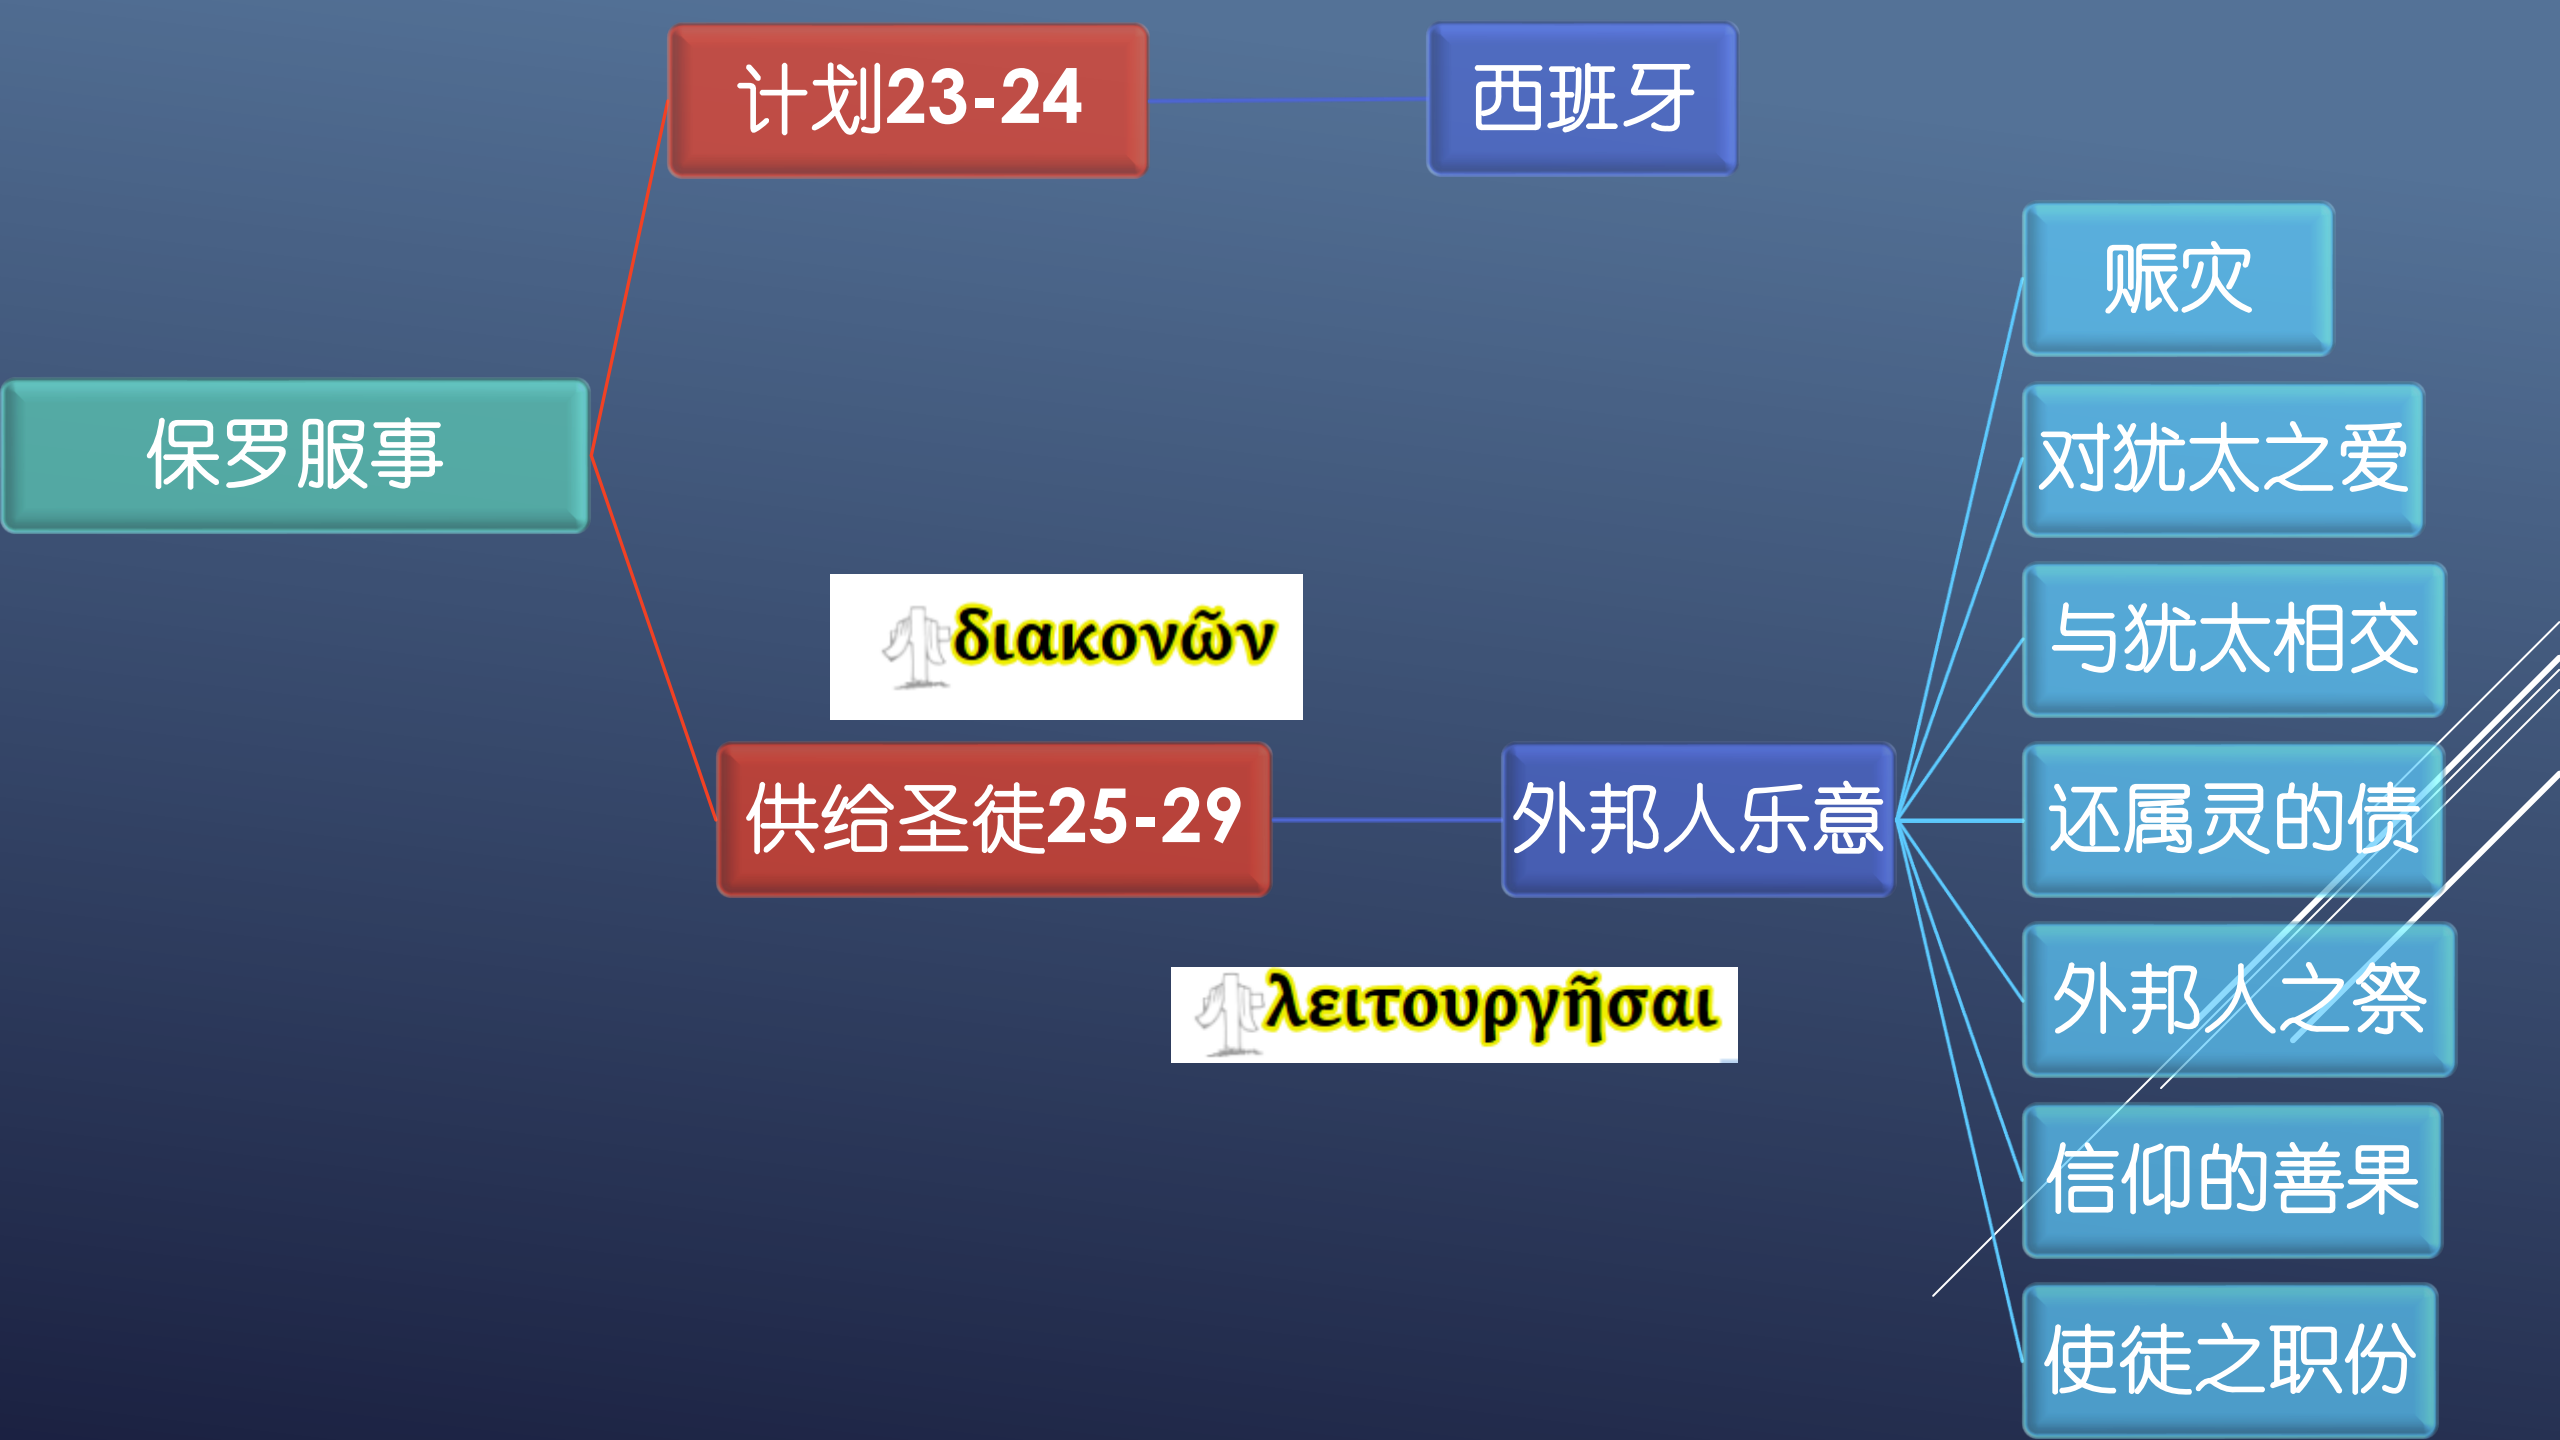 计划23-24
西班牙
赈灾
保罗服事
对犹太之爱
διακονῶν
与犹太相交
供给圣徒25-29
外邦人乐意
还属灵的债
λειτουργῆσαι
外邦人之祭
信仰的善果
使徒之职份